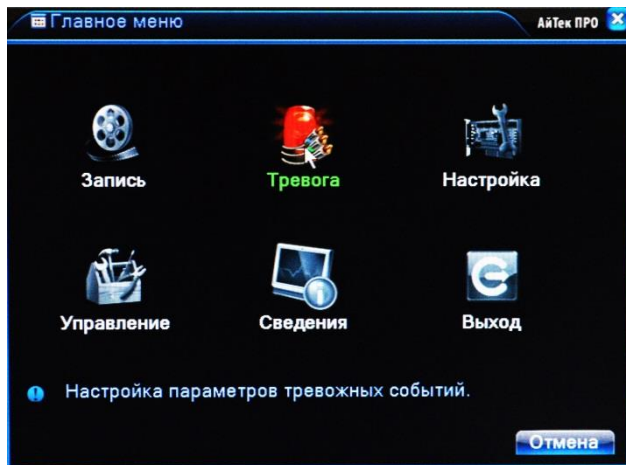 Главное меню
АйТек ПРО
Запись
Тревога
Настройка
Управление
Сведения
Выход
Настройка параметров тревожных событий.
Отмена